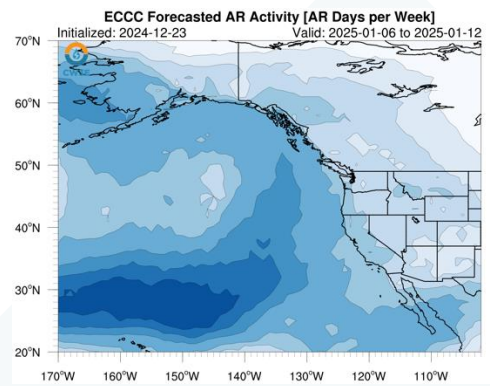 ECCC Forecasted AR Activity [AR Days per Week]
Initialized: 2024-12-23 Valid: 2025-01-06 to 2025-01-12
70°N
60°N
50°N
40°N
30°N
20°N
170°W 160°W 150°W 140°W 130°W 120°W 110°W